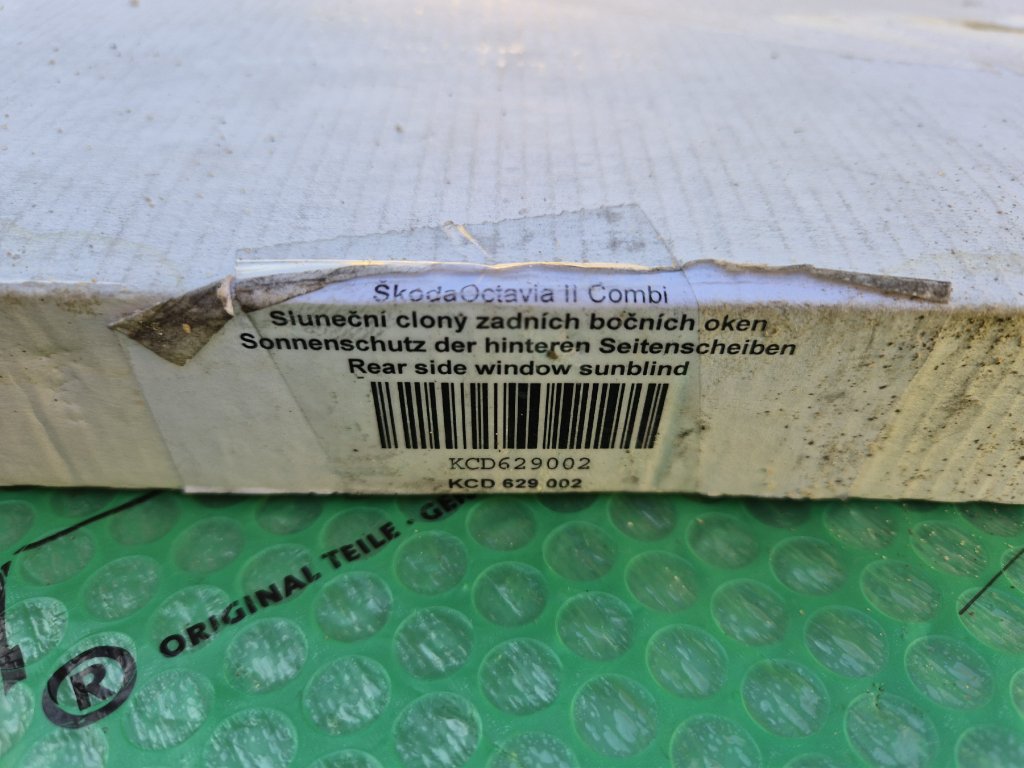 ŠkodaOctavia II Combi
Sluneční clony zadních bočních oken
Sonnenschutz der hinteren Seitenscheiben
Rear side window sunblind
KCD629002
KCD 629 002
ORIGINAL TEILE · GEN
®